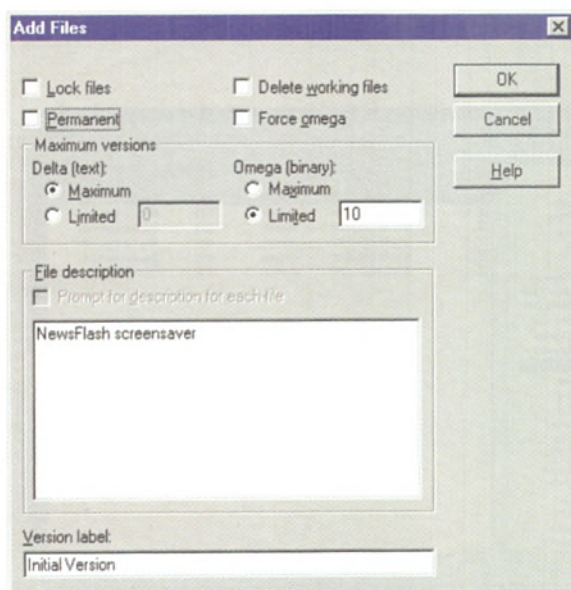 Add Files
Lock files
Delete working files
OK
Permanent
Force omega
Cancel
Maximum versions
Delta (text):
Omega (binary):
Help
Maximum
Maximum
Limited 0
Limited 10
File description
Prompt for description for each file
NewsFlash screensaver
Version label:
Initial Version